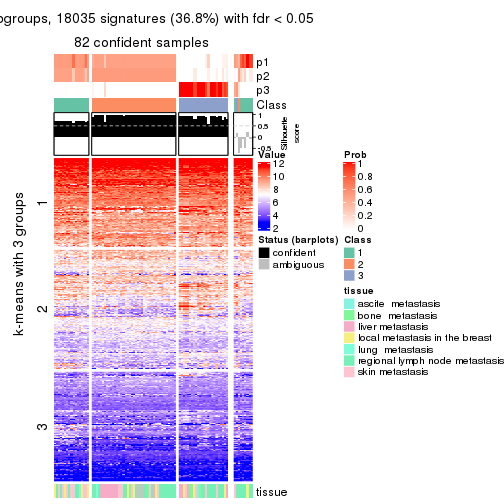 ogroups, 18035 signatures (36.8%) with fdr < 0.05
82 confident samples
p1
p2
p3
Class
1
0.5
0
-0.5
Silhouette
score
k-means with 3 groups
1
2
3
tissue
Value
12
10
8
6
4
2
Prob
1
0.8
0.6
0.4
0.2
0
Status (barplots)
confident
ambiguous
Class
1
2
3
tissue
ascite metastasis
bone metastasis
liver metastasis
local metastasis in the breast
lung metastasis
regional lymph node metastasis
skin metastasis